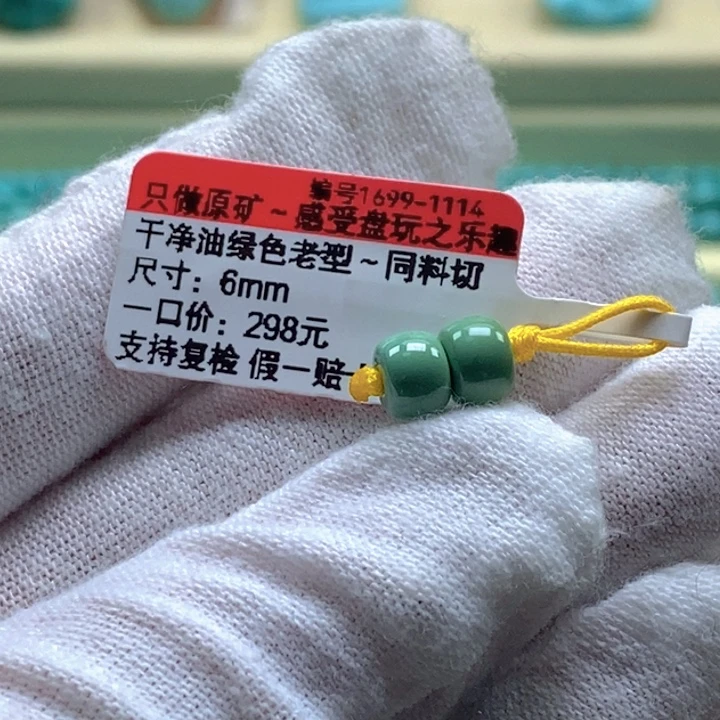 编号1699-1114
只做原矿~感受盘玩之乐趣
干净油绿色老型~同料切
尺寸：6mm
一口价：298元
支持复检 假一赔